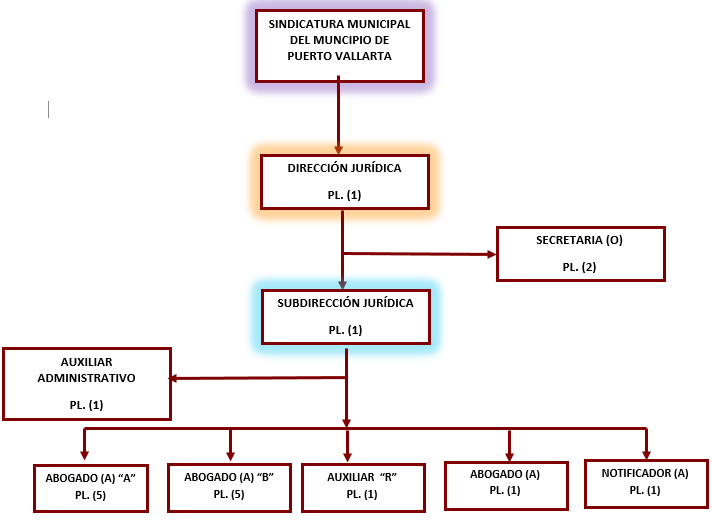 SINDICATURA MUNICIPAL
DEL MUNCIPIO DE
PUERTO VALLARTA
DIRECCIÓN JURÍDICA
PL. (1)
SECRETARIA (O)
PL. (2)
SUBDIRECCIÓN JURÍDICA
PL. (1)
AUXILIAR
ADMINISTRATIVO
PL. (1)
ABOGADO (A) “A”
PL. (5)
ABOGADO (A) “B”
PL. (5)
AUXILIAR “R”
PL. (1)
ABOGADO (A)
PL. (1)
NOTIFICADOR (A)
PL. (1)